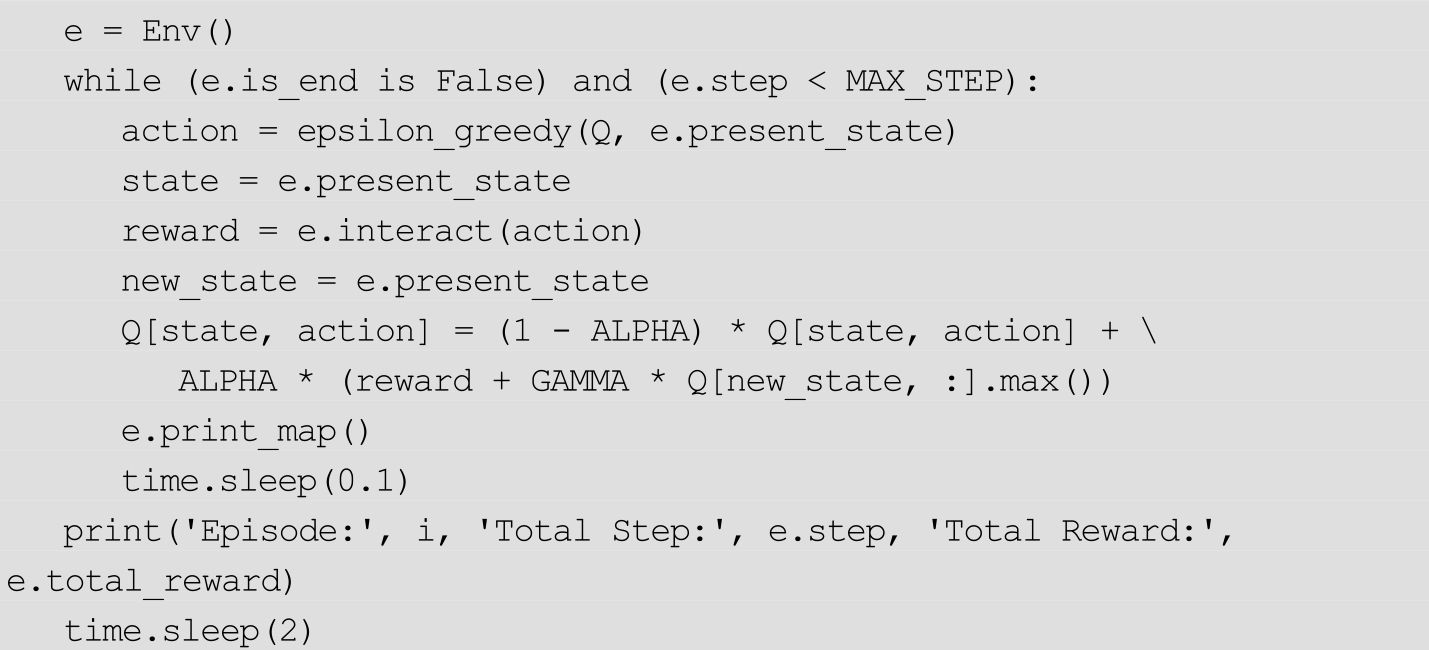 e = Env()
while (e.is_end is False) and (e.step < MAX_STEP):
action = epsilon_greedy(Q, e.present_state)
state = e.present_state
reward = e.interact(action)
new_state = e.present_state
Q[state, action] = (1 - ALPHA) * Q[state, action] + \
ALPHA * (reward + GAMMA * Q[new_state, :].max())
e.print_map()
time.sleep(0.1)
print('Episode:', i, 'Total Step:', e.step, 'Total Reward:',
e.total_reward)
time.sleep(2)